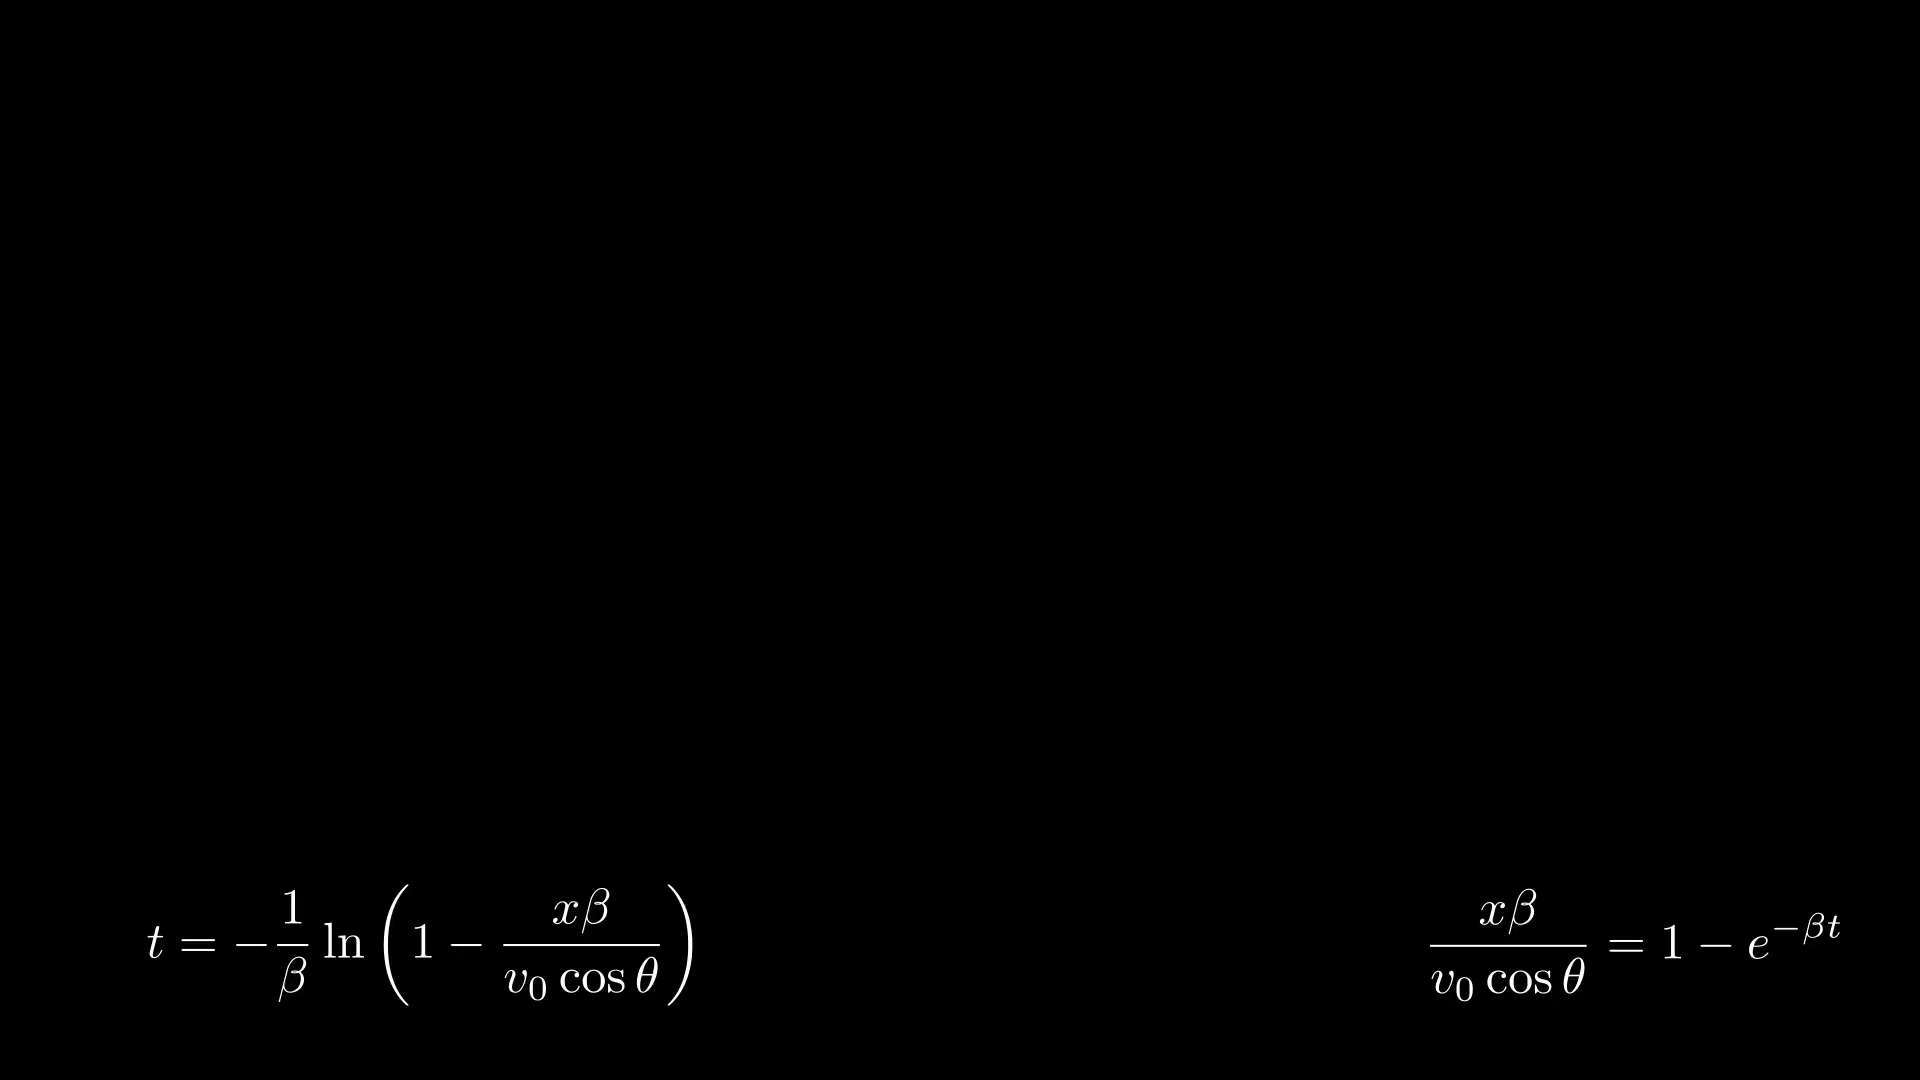 t = -\frac{1}{\beta} \ln \left( 1 - \frac{x\beta}{v_0 \cos \theta} \right)
\frac{x\beta}{v_0 \cos \theta} = 1 - e^{-\beta t}